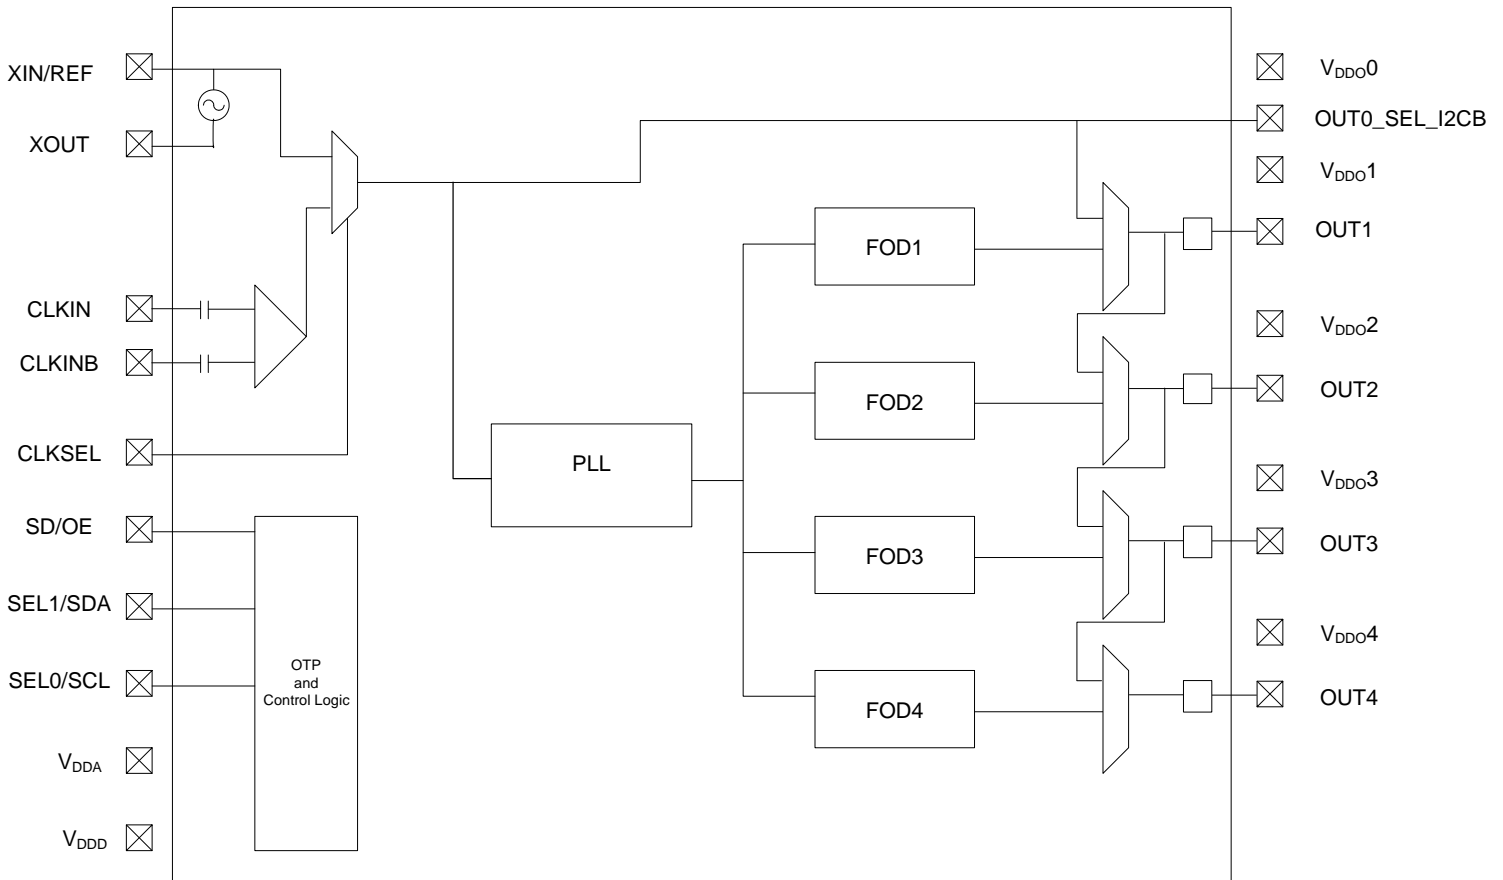 XIN/REF
XOUT
CLKIN
CLKINB
CLKSEL
SD/OE
SEL1/SDA
SEL0/SCL
VDDA
VDDD
OTP
and
Control Logic
PLL
FOD1
FOD2
FOD3
FOD4
VDDO0
OUT0_SEL_I2CB
VDDO1
OUT1
VDDO2
OUT2
VDDO3
OUT3
VDDO4
OUT4